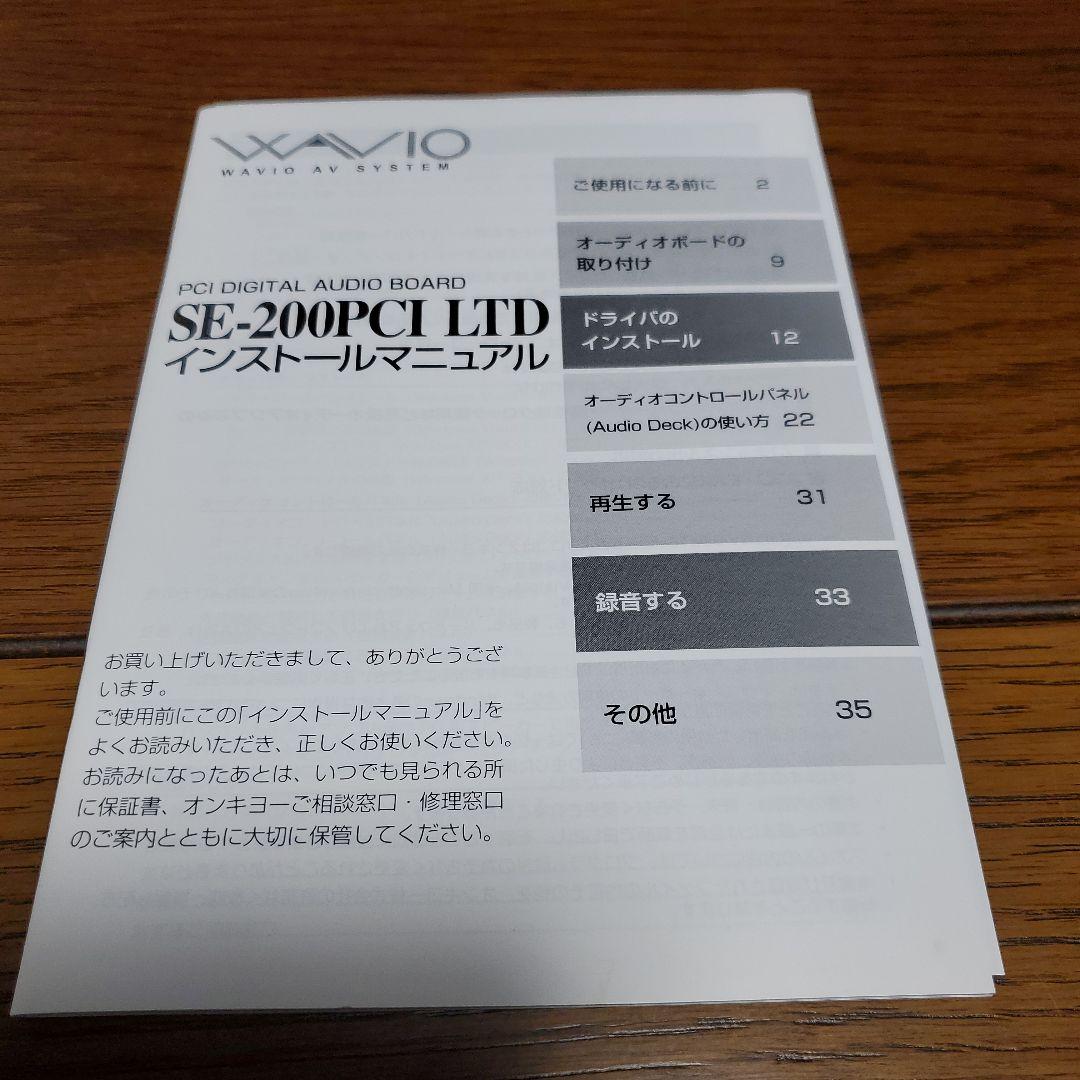 WAVIO
WAVIO AV SYSTEM
PCI DIGITAL AUDIO BOARD
SE-200PCI LTD
インストールマニュアル
ご使用になる前に 2
オーディオボードの
取り付け 9
ドライバの
インストール 12
オーディオコントロールパネル
(Audio Deck)の使い方 22
再生する 31
録音する 33
その他 35
お買い上げいただきまして、ありがとうござ
います。
ご使用前にこの「インストールマニュアル」を
よくお読みいただき、正しくお使いください。
お読みになったあとは、いつでも見られる所
に保証書、オンキヨーご相談窓口・修理窓口
のご案内とともに大切に保管してください。